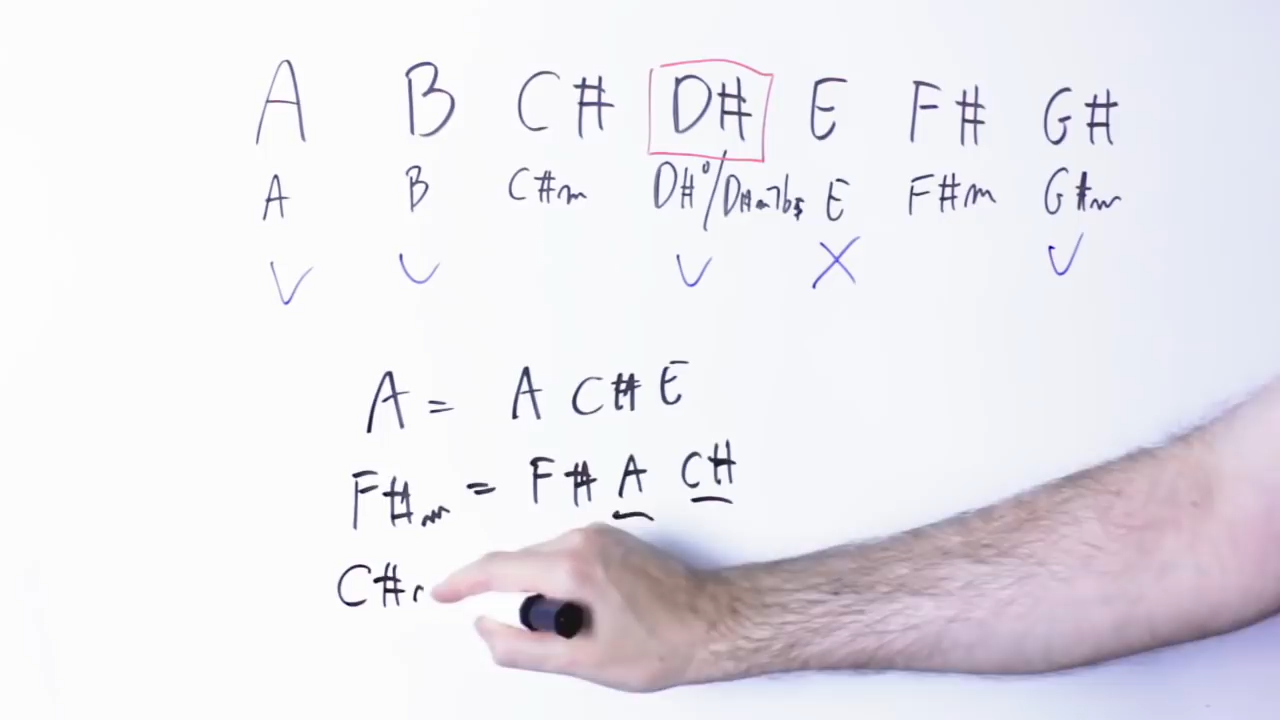 A B C# D# E F# G#
A B C#m D#°/D#m7b5 E F#m G#m
A = A C# E
F#m = F# A C#
C#